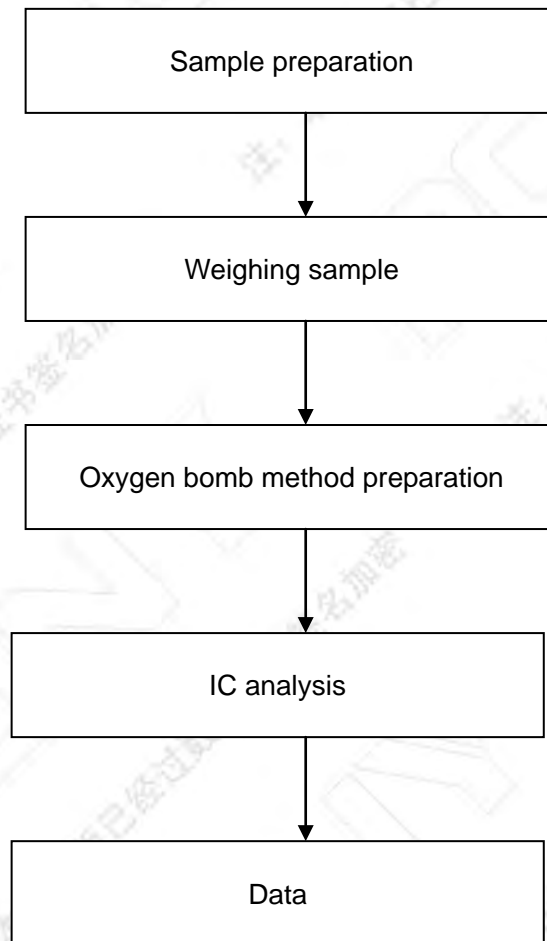 Sample preparation
Weighing sample
Oxygen bomb method preparation
IC analysis
Data